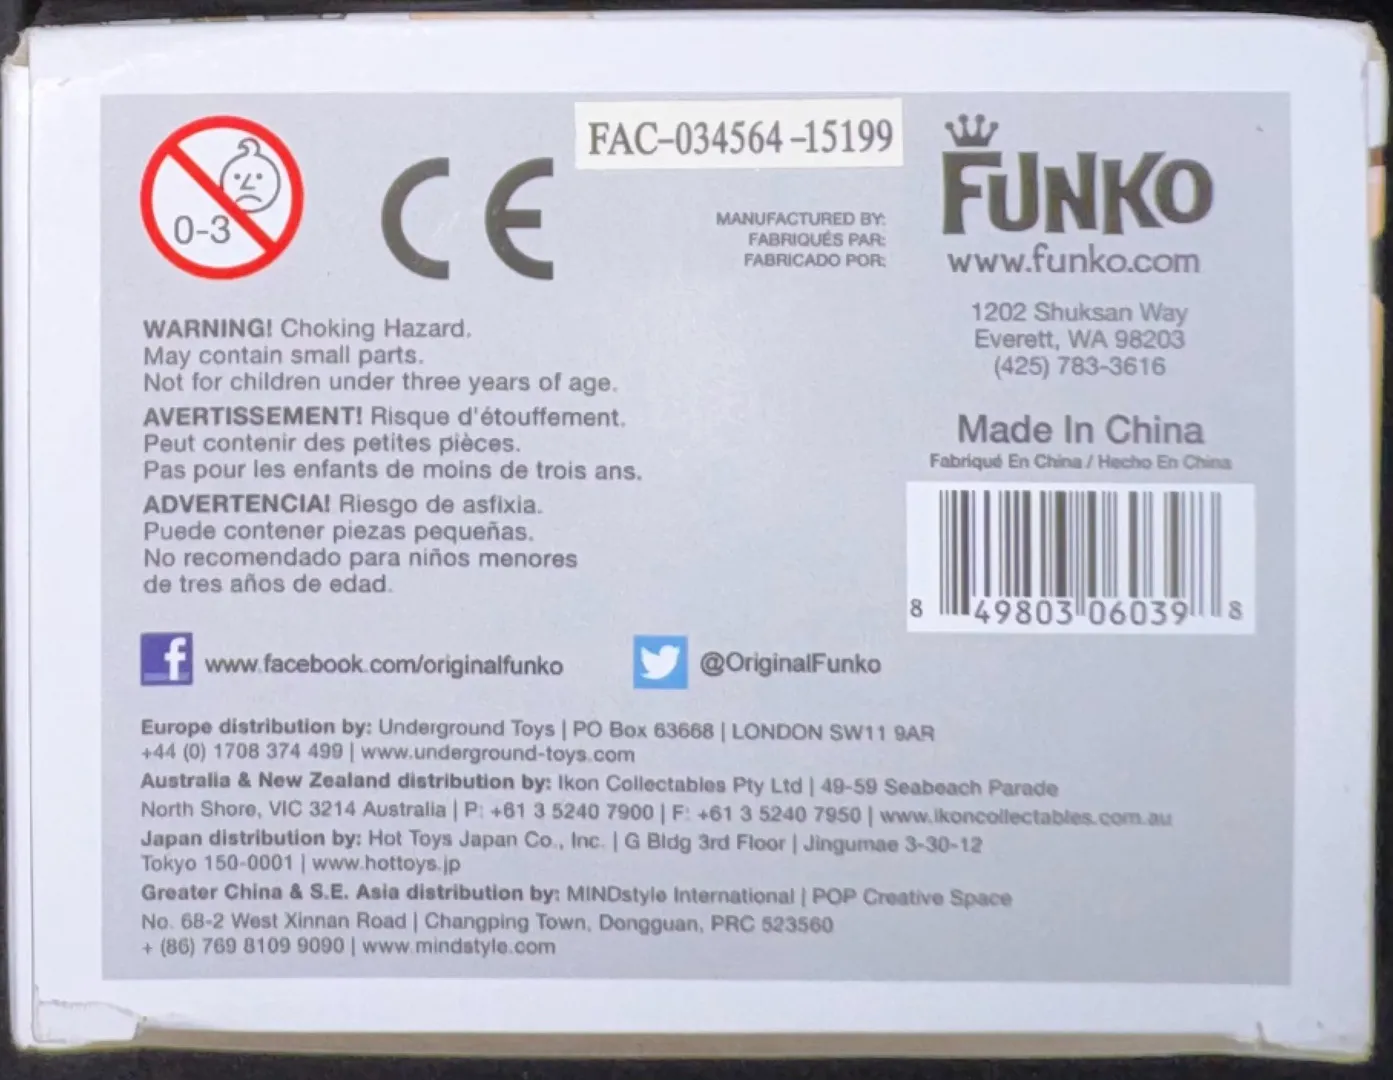 0-3
CE
FAC-034564-15199
MANUFACTURED BY:
FABRIQUÉS PAR:
FABRICADO POR:
FUNKO
www.funko.com
1202 Shuksan Way
Everett, WA 98203
(425) 783-3616
WARNING! Choking Hazard.
May contain small parts.
Not for children under three years of age.
AVERTISSEMENT! Risque d'étouffement.
Peut contenir des petites pièces.
Pas pour les enfants de moins de trois ans.
ADVERTENCIA! Riesgo de asfixia.
Puede contener piezas pequeñas.
No recomendado para niños menores
de tres años de edad.
Made In China
Fabriqué En China / Hecho En China
8 49803 06039 8
f www.facebook.com/originalfunko
@OriginalFunko
Europe distribution by: Underground Toys | PO Box 63668 | LONDON SW11 9AR
+44 (0) 1708 374 499 | www.underground-toys.com
Australia & New Zealand distribution by: Ikon Collectables Pty Ltd | 49-59 Seabeach Parade
North Shore, VIC 3214 Australia | P: +61 3 5240 7900 | F: +61 3 5240 7950 | www.ikoncollectables.com.au
Japan distribution by: Hot Toys Japan Co., Inc. | G Bldg 3rd Floor | Jingumae 3-30-12
Tokyo 150-0001 | www.hottoys.jp
Greater China & S.E. Asia distribution by: MINDstyle International | POP Creative Space
No. 68-2 West Xinnan Road | Changping Town, Dongguan, PRC 523560
+ (86) 769 8109 9090 | www.mindstyle.com